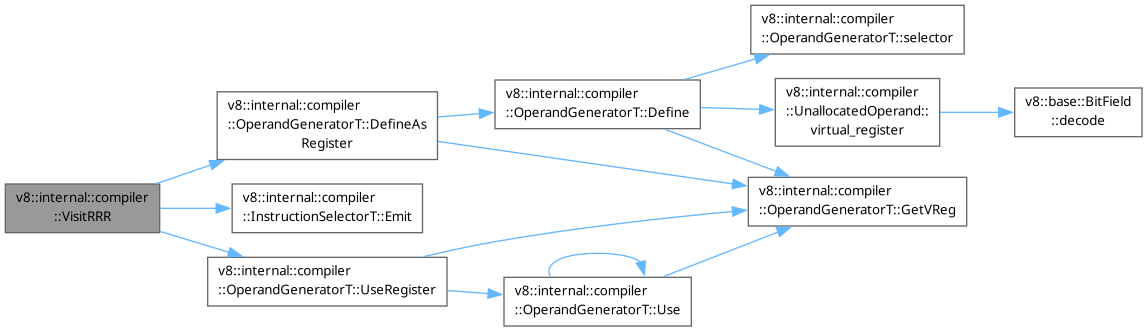 v8::internal::compiler
::VisitRRR
v8::internal::compiler
::OperandGeneratorT::DefineAs
Register
v8::internal::compiler
::InstructionSelectorT::Emit
v8::internal::compiler
::OperandGeneratorT::UseRegister
v8::internal::compiler
::OperandGeneratorT::Define
v8::internal::compiler
::OperandGeneratorT::Use
v8::internal::compiler
::OperandGeneratorT::selector
v8::internal::compiler
::UnallocatedOperand::
virtual_register
v8::internal::compiler
::OperandGeneratorT::GetVReg
v8::base::BitField
::decode